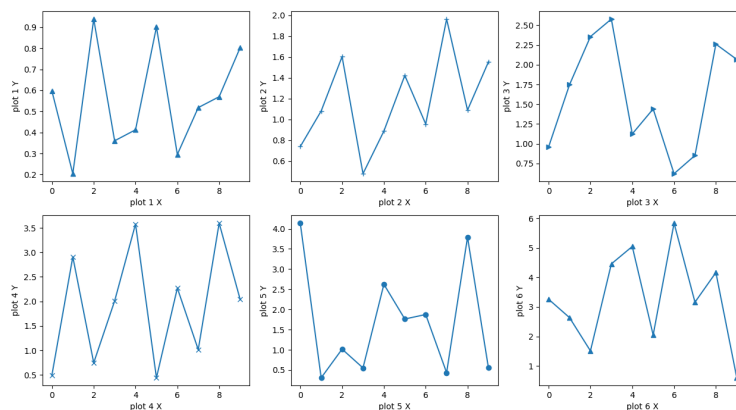 plot 1 Y
0.9
0.8
0.7
0.6
0.5
0.4
0.3
0.2
0 2 4 6 8
plot 1 X
plot 2 Y
2.0
1.8
1.6
1.4
1.2
1.0
0.8
0.6
0 2 4 6 8
plot 2 X
plot 3 Y
2.50
2.25
2.00
1.75
1.50
1.25
1.00
0.75
0 2 4 6 8
plot 3 X
plot 4 Y
3.5
3.0
2.5
2.0
1.5
1.0
0.5
0 2 4 6 8
plot 4 X
plot 5 Y
4.0
3.5
3.0
2.5
2.0
1.5
1.0
0.5
0 2 4 6 8
plot 5 X
plot 6 Y
6
5
4
3
2
1
0 2 4 6 8
plot 6 X